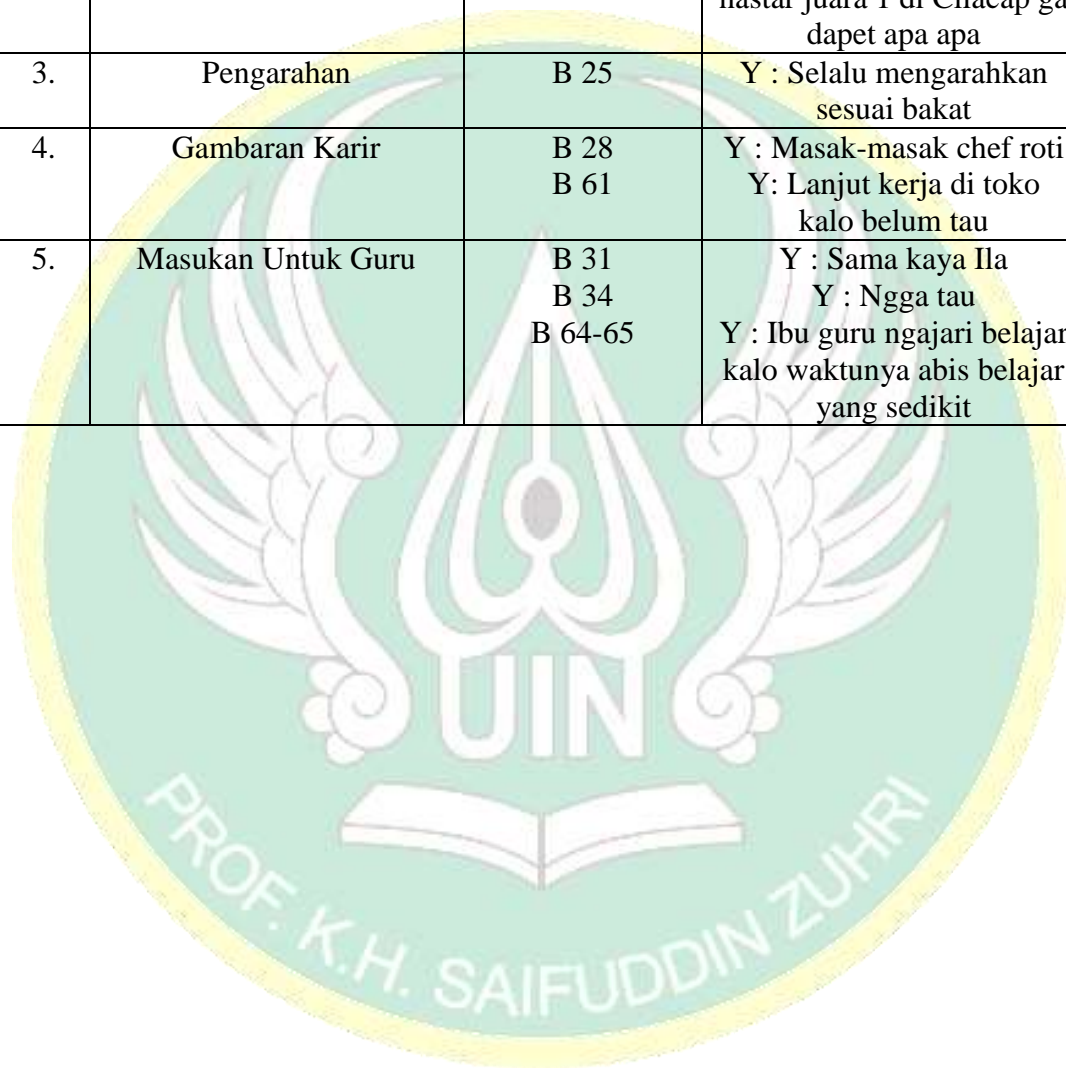 nastar juara 1 di Cilacap ga
dapet apa apa
3. Pengarahan B 25 Y : Selalu mengarahkan
sesuai bakat
4. Gambaran Karir B 28 Y : Masak-masak chef roti
B 61 Y: Lanjut kerja di toko
kalo belum tau
5. Masukan Untuk Guru B 31 Y : Sama kaya Ila
B 34 Y : Ngga tau
B 64-65 Y : Ibu guru ngajari belajar
kalo waktunya abis belajar
yang sedikit
UIN
PROF. K.H. SAIFUDDIN ZUHRI